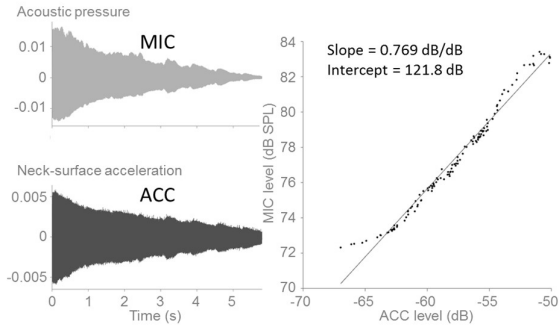 Acoustic pressure
MIC
0.01
0
-0.01
Neck-surface acceleration
ACC
0.005
0
-0.005
0 1 2 3 4 5
Time (s)
Slope = 0.769 dB/dB
Intercept = 121.8 dB
MIC level (dB SPL)
84
82
80
78
76
74
72
70
-70 -65 -60 -55 -50
ACC level (dB)